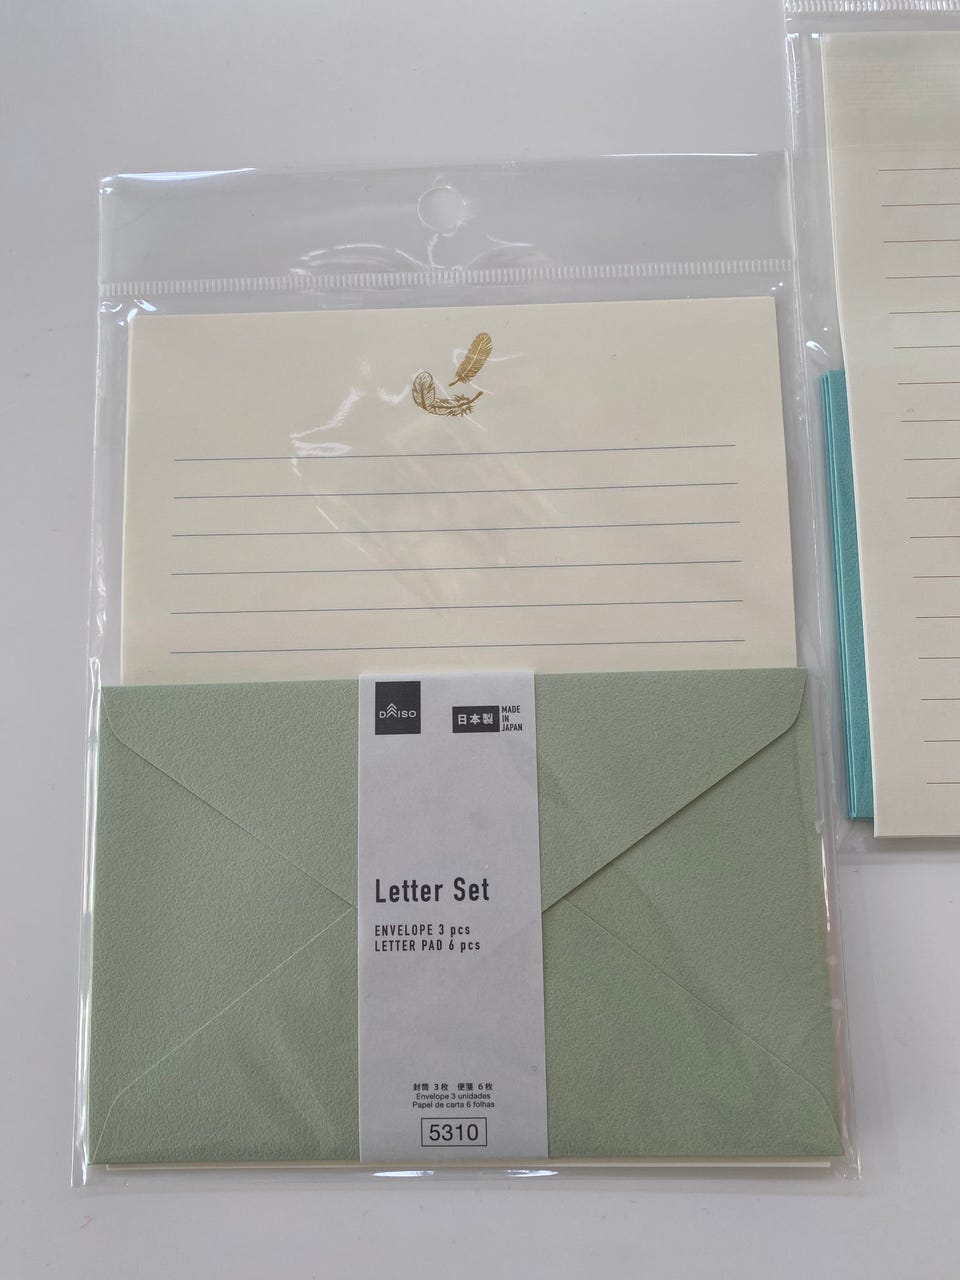 DAISO
日本製
MADE
IN
JAPAN
Letter Set
ENVELOPE 3 pcs
LETTER PAD 6 pcs
封筒 3枚 便箋 6枚
Envelope 3 unidades
Papel de carta 6 folhas
5310